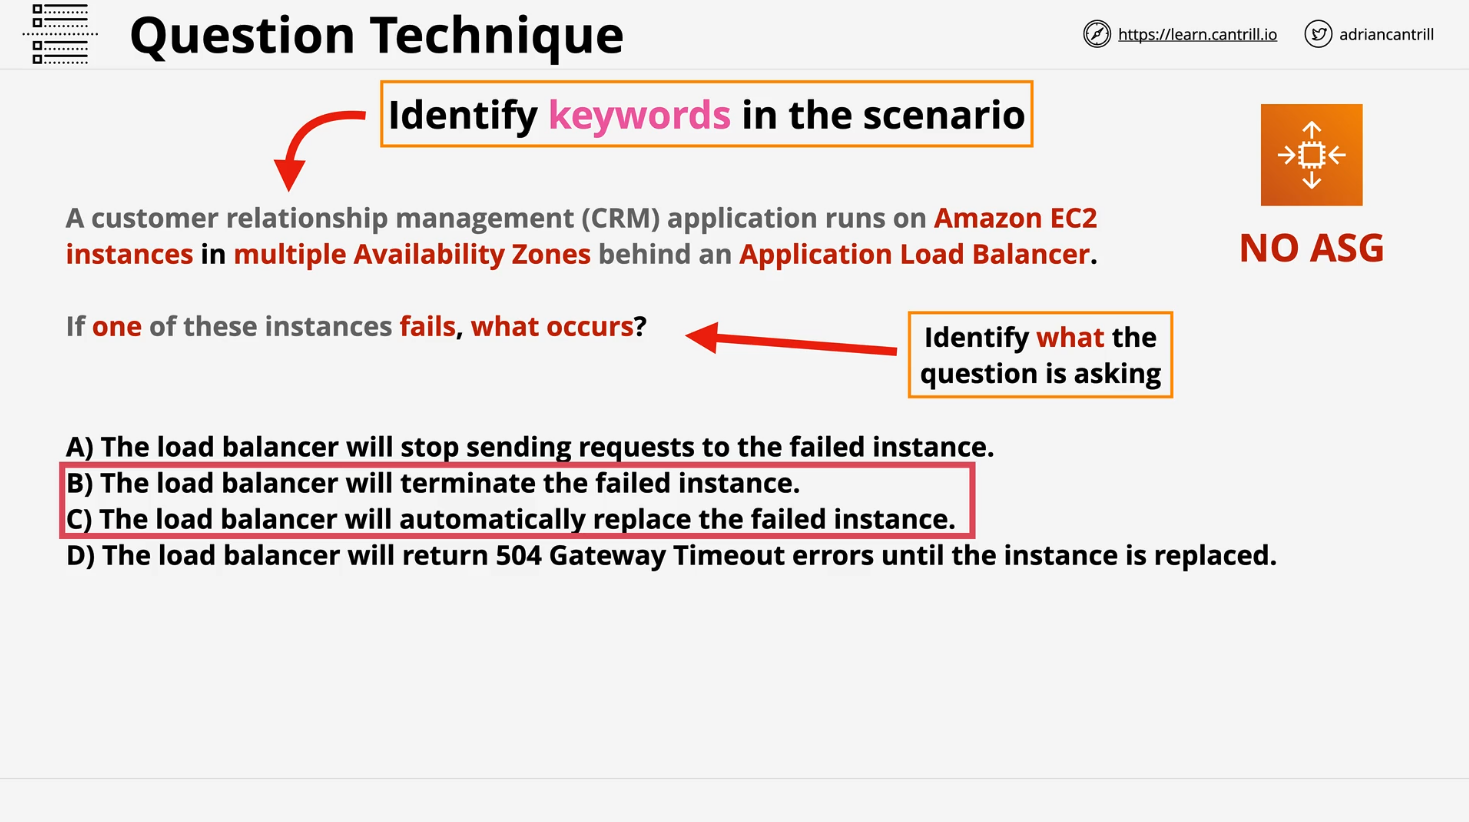 Question Technique
https://learn.cantrill.io
adriancantrill
Identify keywords in the scenario
A customer relationship management (CRM) application runs on Amazon EC2
instances in multiple Availability Zones behind an Application Load Balancer.
NO ASG
If one of these instances fails, what occurs?
Identify what the
question is asking
A) The load balancer will stop sending requests to the failed instance.
B) The load balancer will terminate the failed instance.
C) The load balancer will automatically replace the failed instance.
D) The load balancer will return 504 Gateway Timeout errors until the instance is replaced.